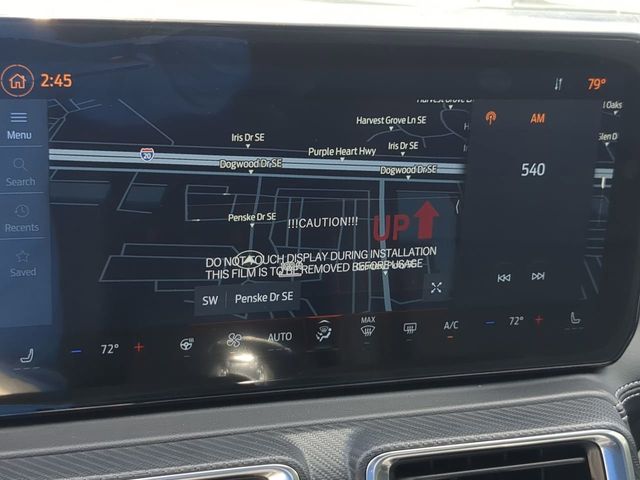 2:45
79°
Menu
Search
Recents
Saved
Harvest Grove Ln SE
l Oaks
Iris Dr SE
Iris Dr SE
20
Purple Heart Hwy
Dogwood Dr SE
Dogwood Dr SE
Penske Dr SE
AM
540
!!!CAUTION!!!
UP
DO NOT TOUCH DISPLAY DURING INSTALLATION
THIS FILM IS TO BE REMOVED BEFORE USAGE
SW Penske Dr SE
- 72° +
AUTO
MAX
A/C
- 72° +